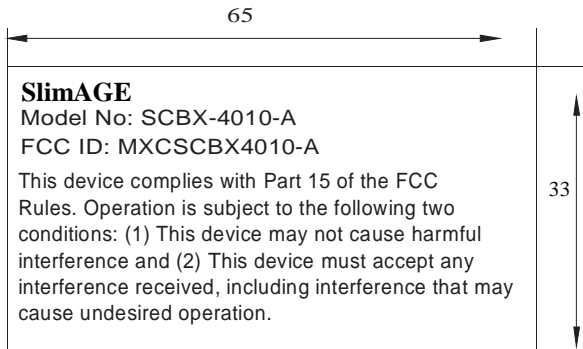 65
SlimAGE
Model No: SCBX-4010-A
FCC ID: MXCSCBX4010-A
This device complies with Part 15 of the FCC
Rules. Operation is subject to the following two
conditions: (1) This device may not cause harmful
interference and (2) This device must accept any
interference received, including interference that may
cause undesired operation.
33